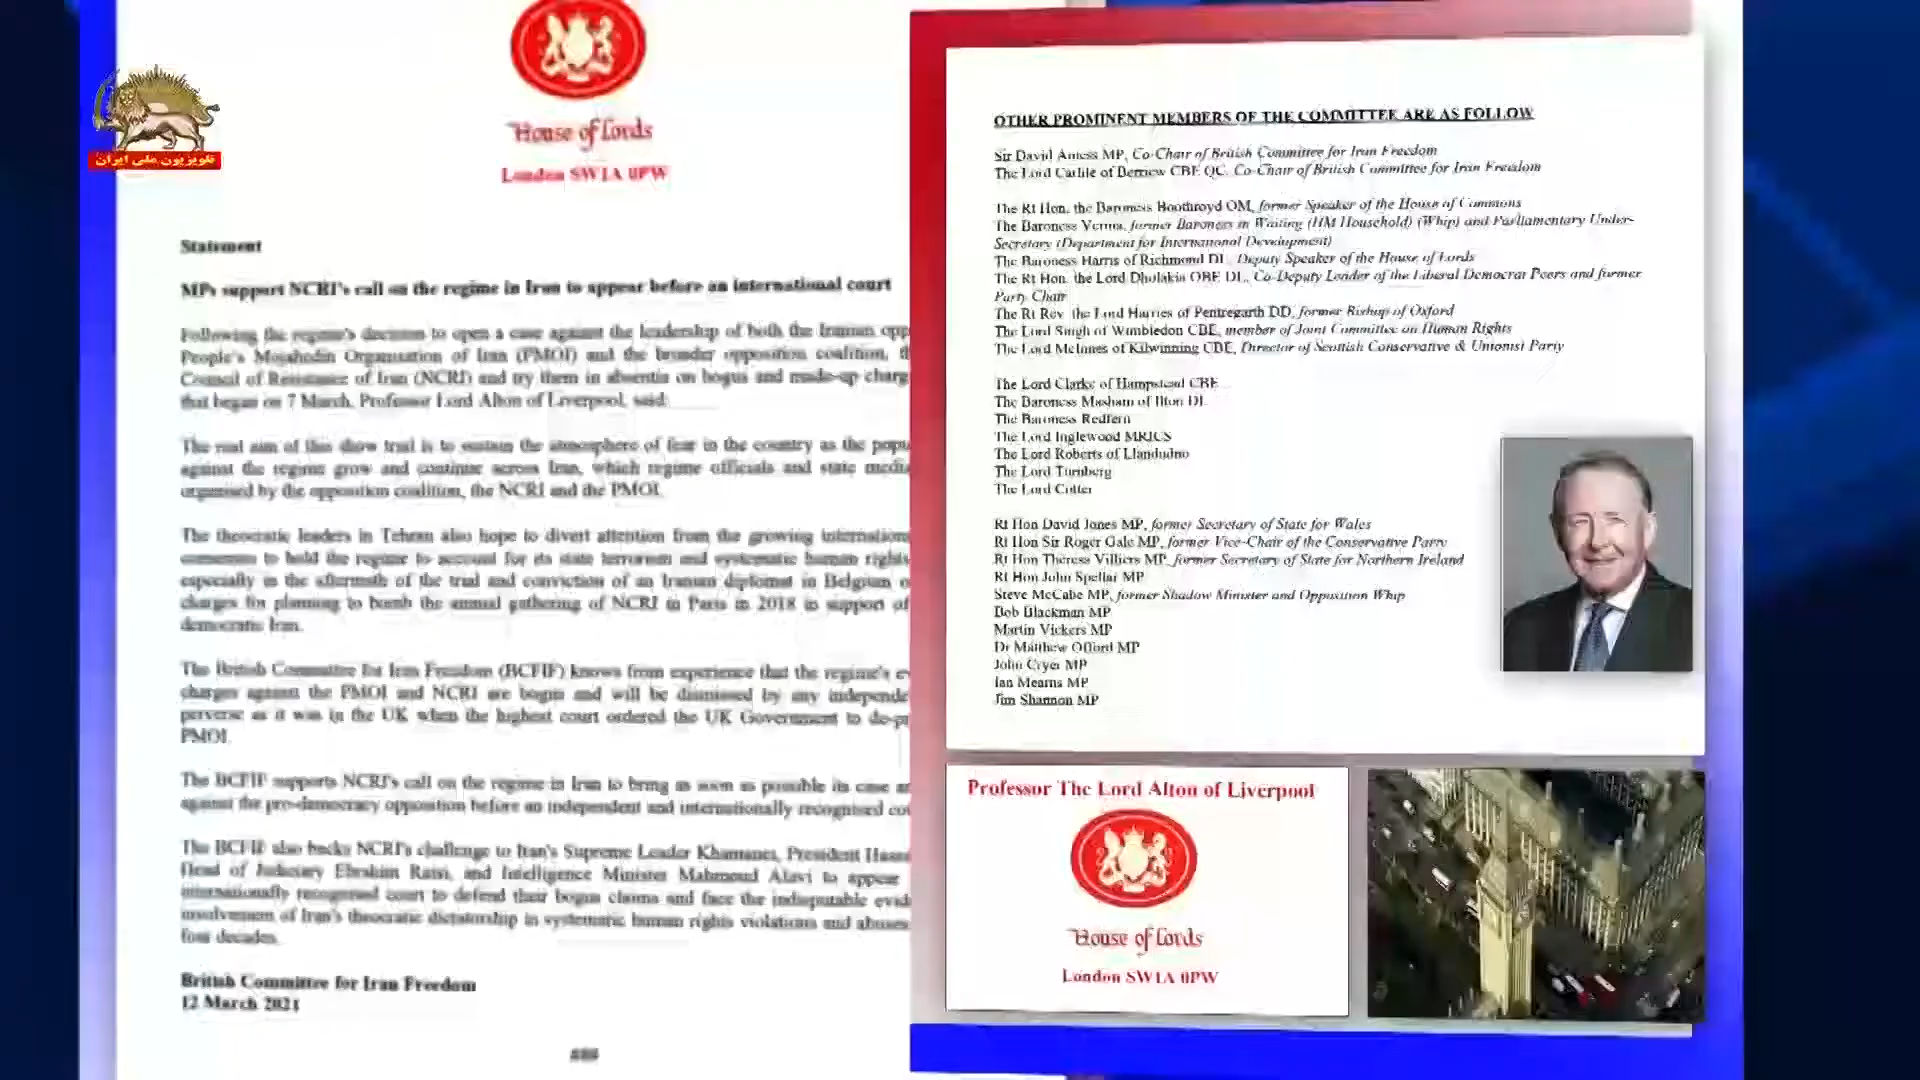 تلویزیون ملی ایران
House of Lords
London SW1A 0PW
Statement
MPs support NCRI's call on the regime in Iran to appear before an international court
Following the regime's decision to open a case against the leadership of both the Iranian opp
People's Mojahedin Organisation of Iran (PMOI) and the broader opposition coalition, th
Council of Resistance of Iran (NCRI) and try them in absentia on bogus and made-up charg
that began on 7 March, Professor Lord Alton of Liverpool, said:
The real aim of this show trial is to sustain the atmosphere of fear in the country as the popu
against the regime grow and continue across Iran, which regime officials and state media
organised by the opposition coalition, the NCRI and the PMOI.
The theocratic leaders in Tehran also hope to divert attention from the growing internation
consensus to hold the regime to account for its state terrorism and systematic human rights
especially in the aftermath of the trial and conviction of an Iranian diplomat in Belgium o
charges for planning to bomb the annual gathering of NCRI in Paris in 2018 in support of
democratic Iran.
The British Committee for Iran Freedom (BCFIF) knows from experience that the regime's ev
charges against the PMOI and NCRI are bogus and will be dismissed by any independe
perverse as it was in the UK when the highest court ordered the UK Government to de-p
PMOI.
The BCFIF supports NCRI's call on the regime in Iran to bring as soon as possible its case a
against the pro-democracy opposition before an independent and internationally recognised cou
The BCFIF also backs NCRI's challenge to Iran's Supreme Leader Khamanei, President Hass
Head of Judiciary Ebrahim Raisi, and Intelligence Minister Mahmoud Alavi to appear
internationally recognised court to defend their bogus claims and face the indisputable evid
involvement of Iran's theocratic dictatorship in systematic human rights violations and abuses
four decades.
British Committee for Iran Freedom
12 March 2021
###
OTHER PROMINENT MEMBERS OF THE COMMITTEE ARE AS FOLLOW
Sir David Amess MP, Co-Chair of British Committee for Iran Freedom
The Lord Carlile of Berriew CBE QC, Co-Chair of British Committee for Iran Freedom
The Rt Hon. the Baroness Boothroyd OM, former Speaker of the House of Commons
The Baroness Verma, former Baroness in Waiting (HM Household) (Whip) and Parliamentary Under-
Secretary (Department for International Development)
The Baroness Harris of Richmond DL, Deputy Speaker of the House of Lords
The Rt Hon. the Lord Dholakia OBE DL, Co-Deputy Leader of the Liberal Democrat Peers and former
Party Chair
The Rt Rev. the Lord Harries of Pentregarth DD, former Bishop of Oxford
The Lord Singh of Wimbledon CBE, member of Joint Committee on Human Rights
The Lord McInnes of Kilwinning CBE, Director of Scottish Conservative & Unionist Party
The Lord Clarke of Hampstead CBE
The Baroness Masham of Ilton DL
The Baroness Redfern
The Lord Inglewood MRICS
The Lord Roberts of Llandudno
The Lord Turnberg
The Lord Cotter
Rt Hon David Jones MP, former Secretary of State for Wales
Rt Hon Sir Roger Gale MP, former Vice-Chair of the Conservative Party
Rt Hon Theresa Villiers MP, former Secretary of State for Northern Ireland
Rt Hon John Spellar MP
Steve McCabe MP, former Shadow Minister and Opposition Whip
Bob Blackman MP
Martin Vickers MP
Dr Matthew Offord MP
John Cryer MP
Ian Mearns MP
Jim Shannon MP
Professor The Lord Alton of Liverpool
House of Lords
London SW1A 0PW